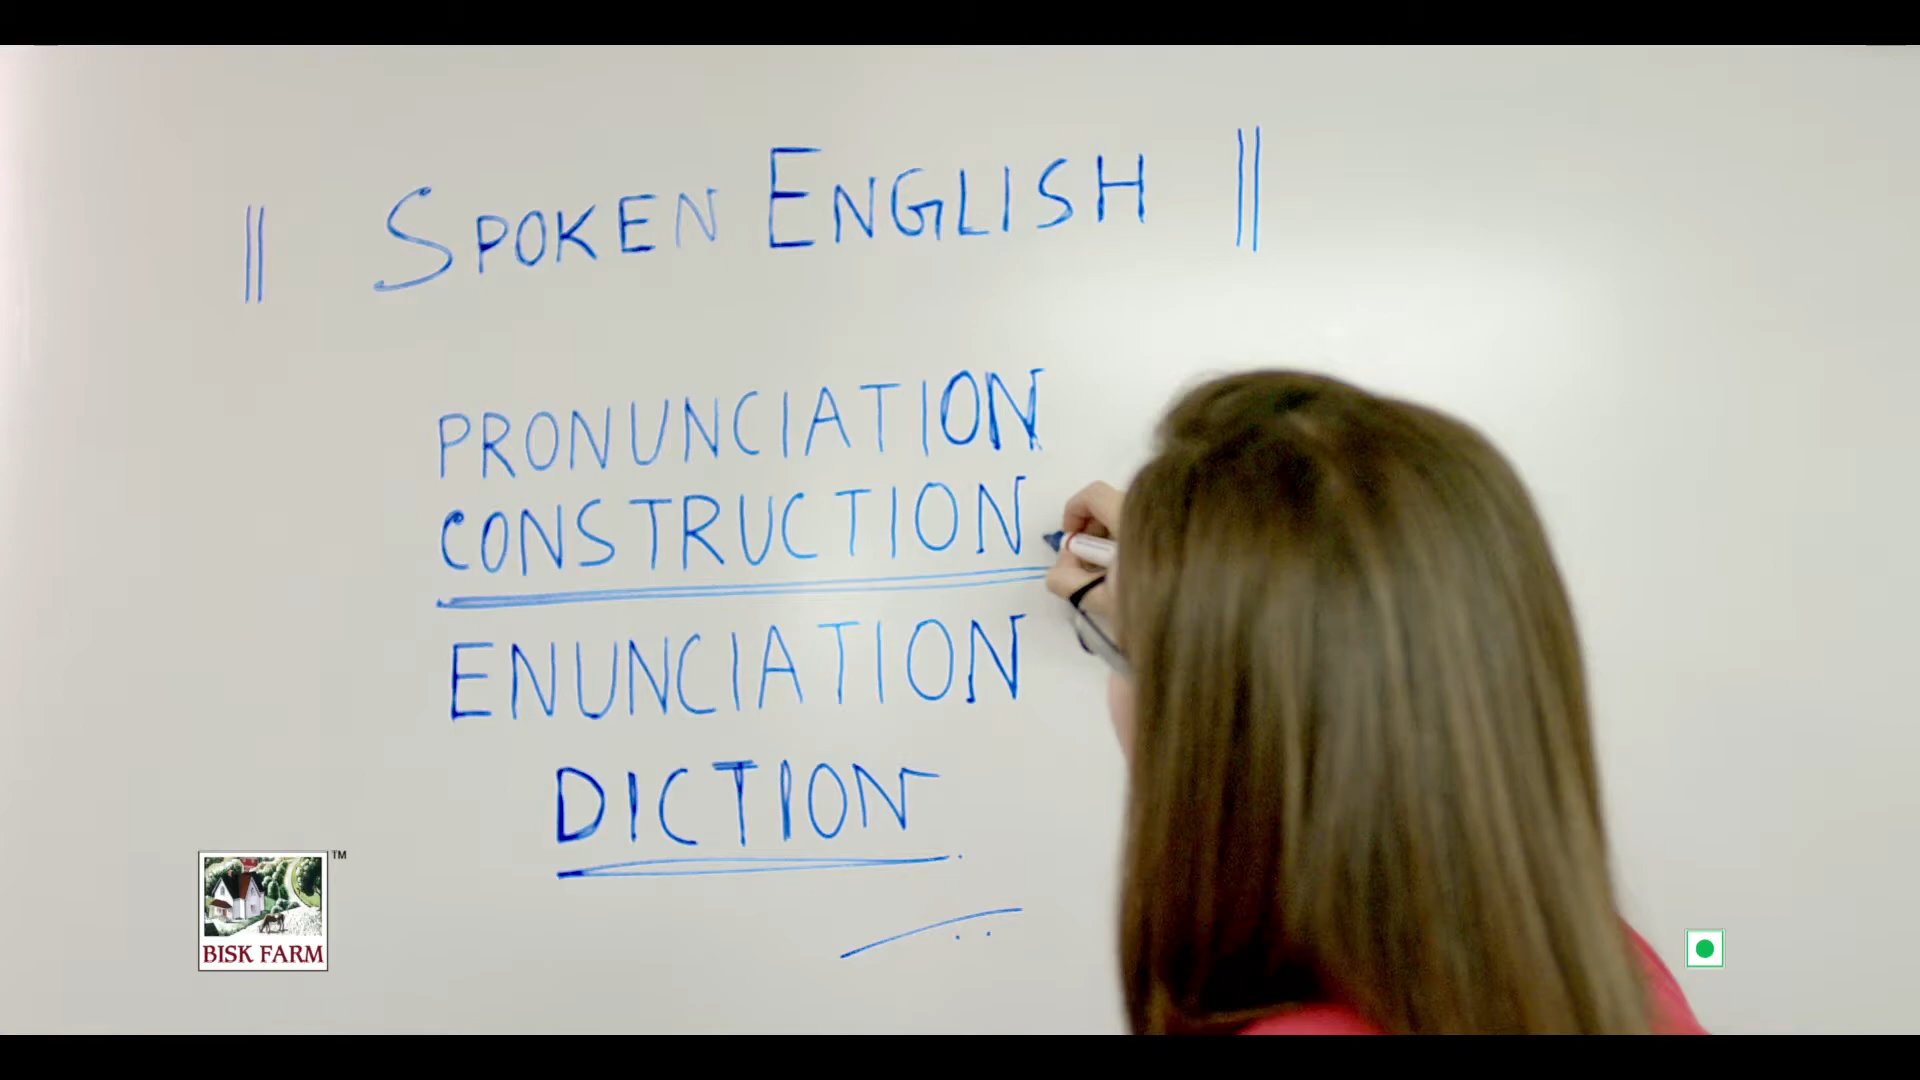 || SPOKEN ENGLISH ||
PRONUNCIATION
CONSTRUCTION
ENUNCIATION
DICTION
BISK FARM
TM